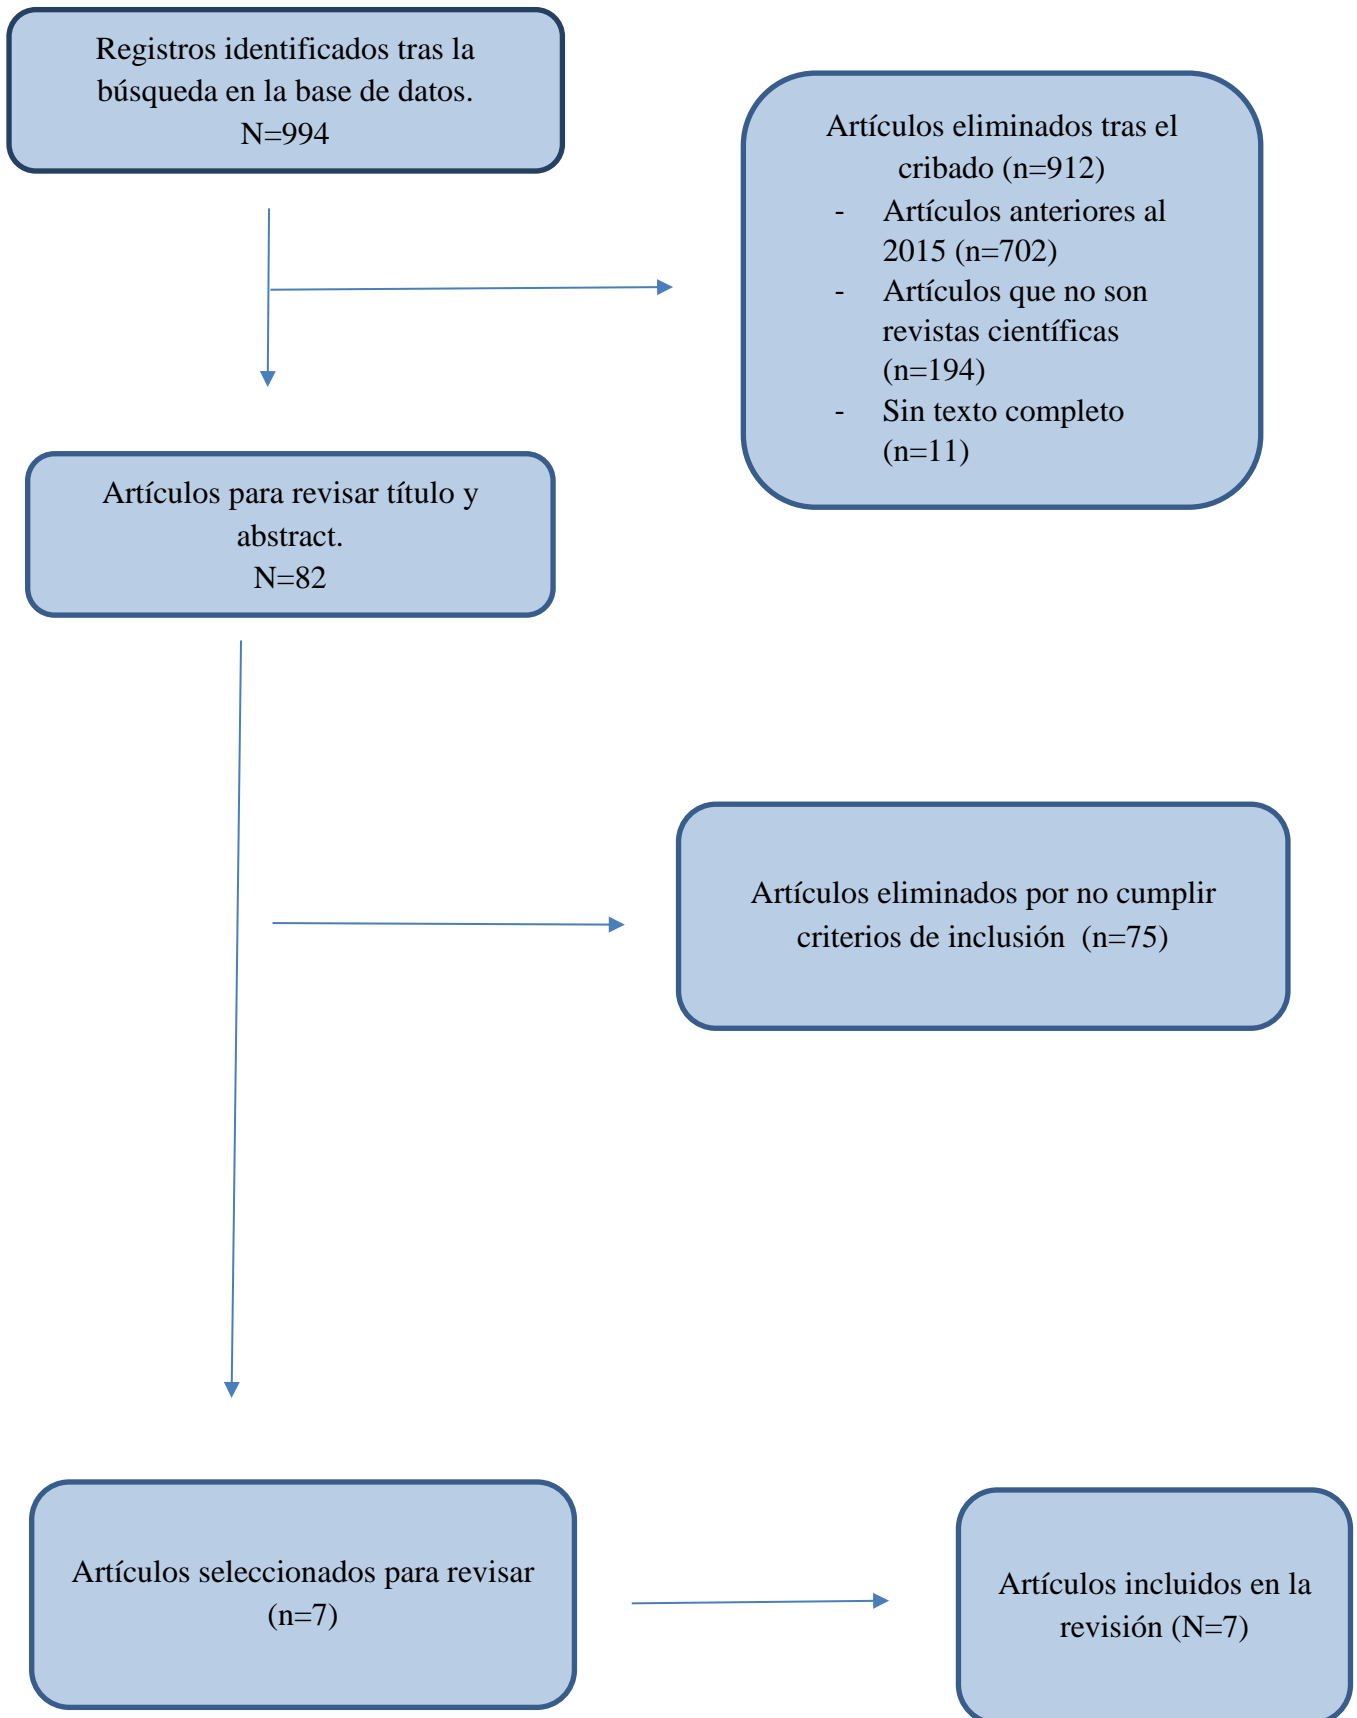 Registros identificados tras la
búsqueda en la base de datos.
N=994
Artículos eliminados tras el
cribado (n=912)
- Artículos anteriores al
2015 (n=702)
- Artículos que no son
revistas científicas
(n=194)
- Sin texto completo
(n=11)
Artículos para revisar título y
abstract.
N=82
Artículos eliminados por no cumplir
criterios de inclusión (n=75)
Artículos seleccionados para revisar
(n=7)
Artículos incluidos en la
revisión (N=7)